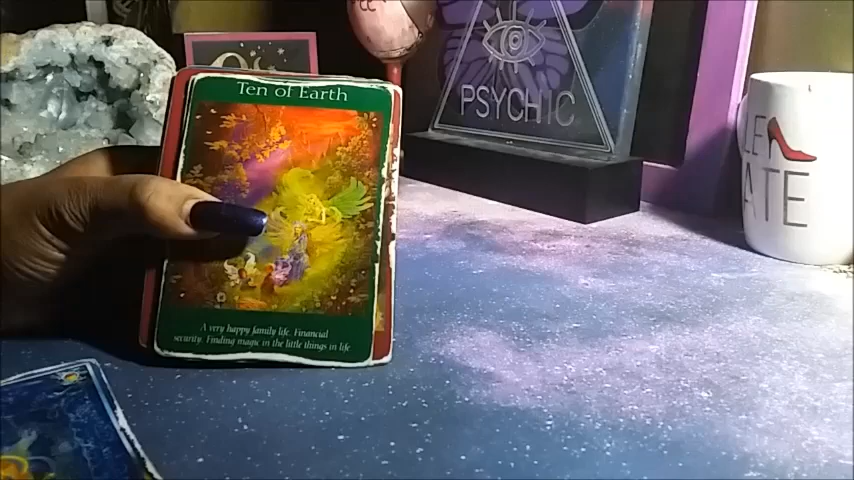 Ten of Earth
A very happy family life. Financial
security. Finding magic in the little things in life
PSYCHIC
ATE